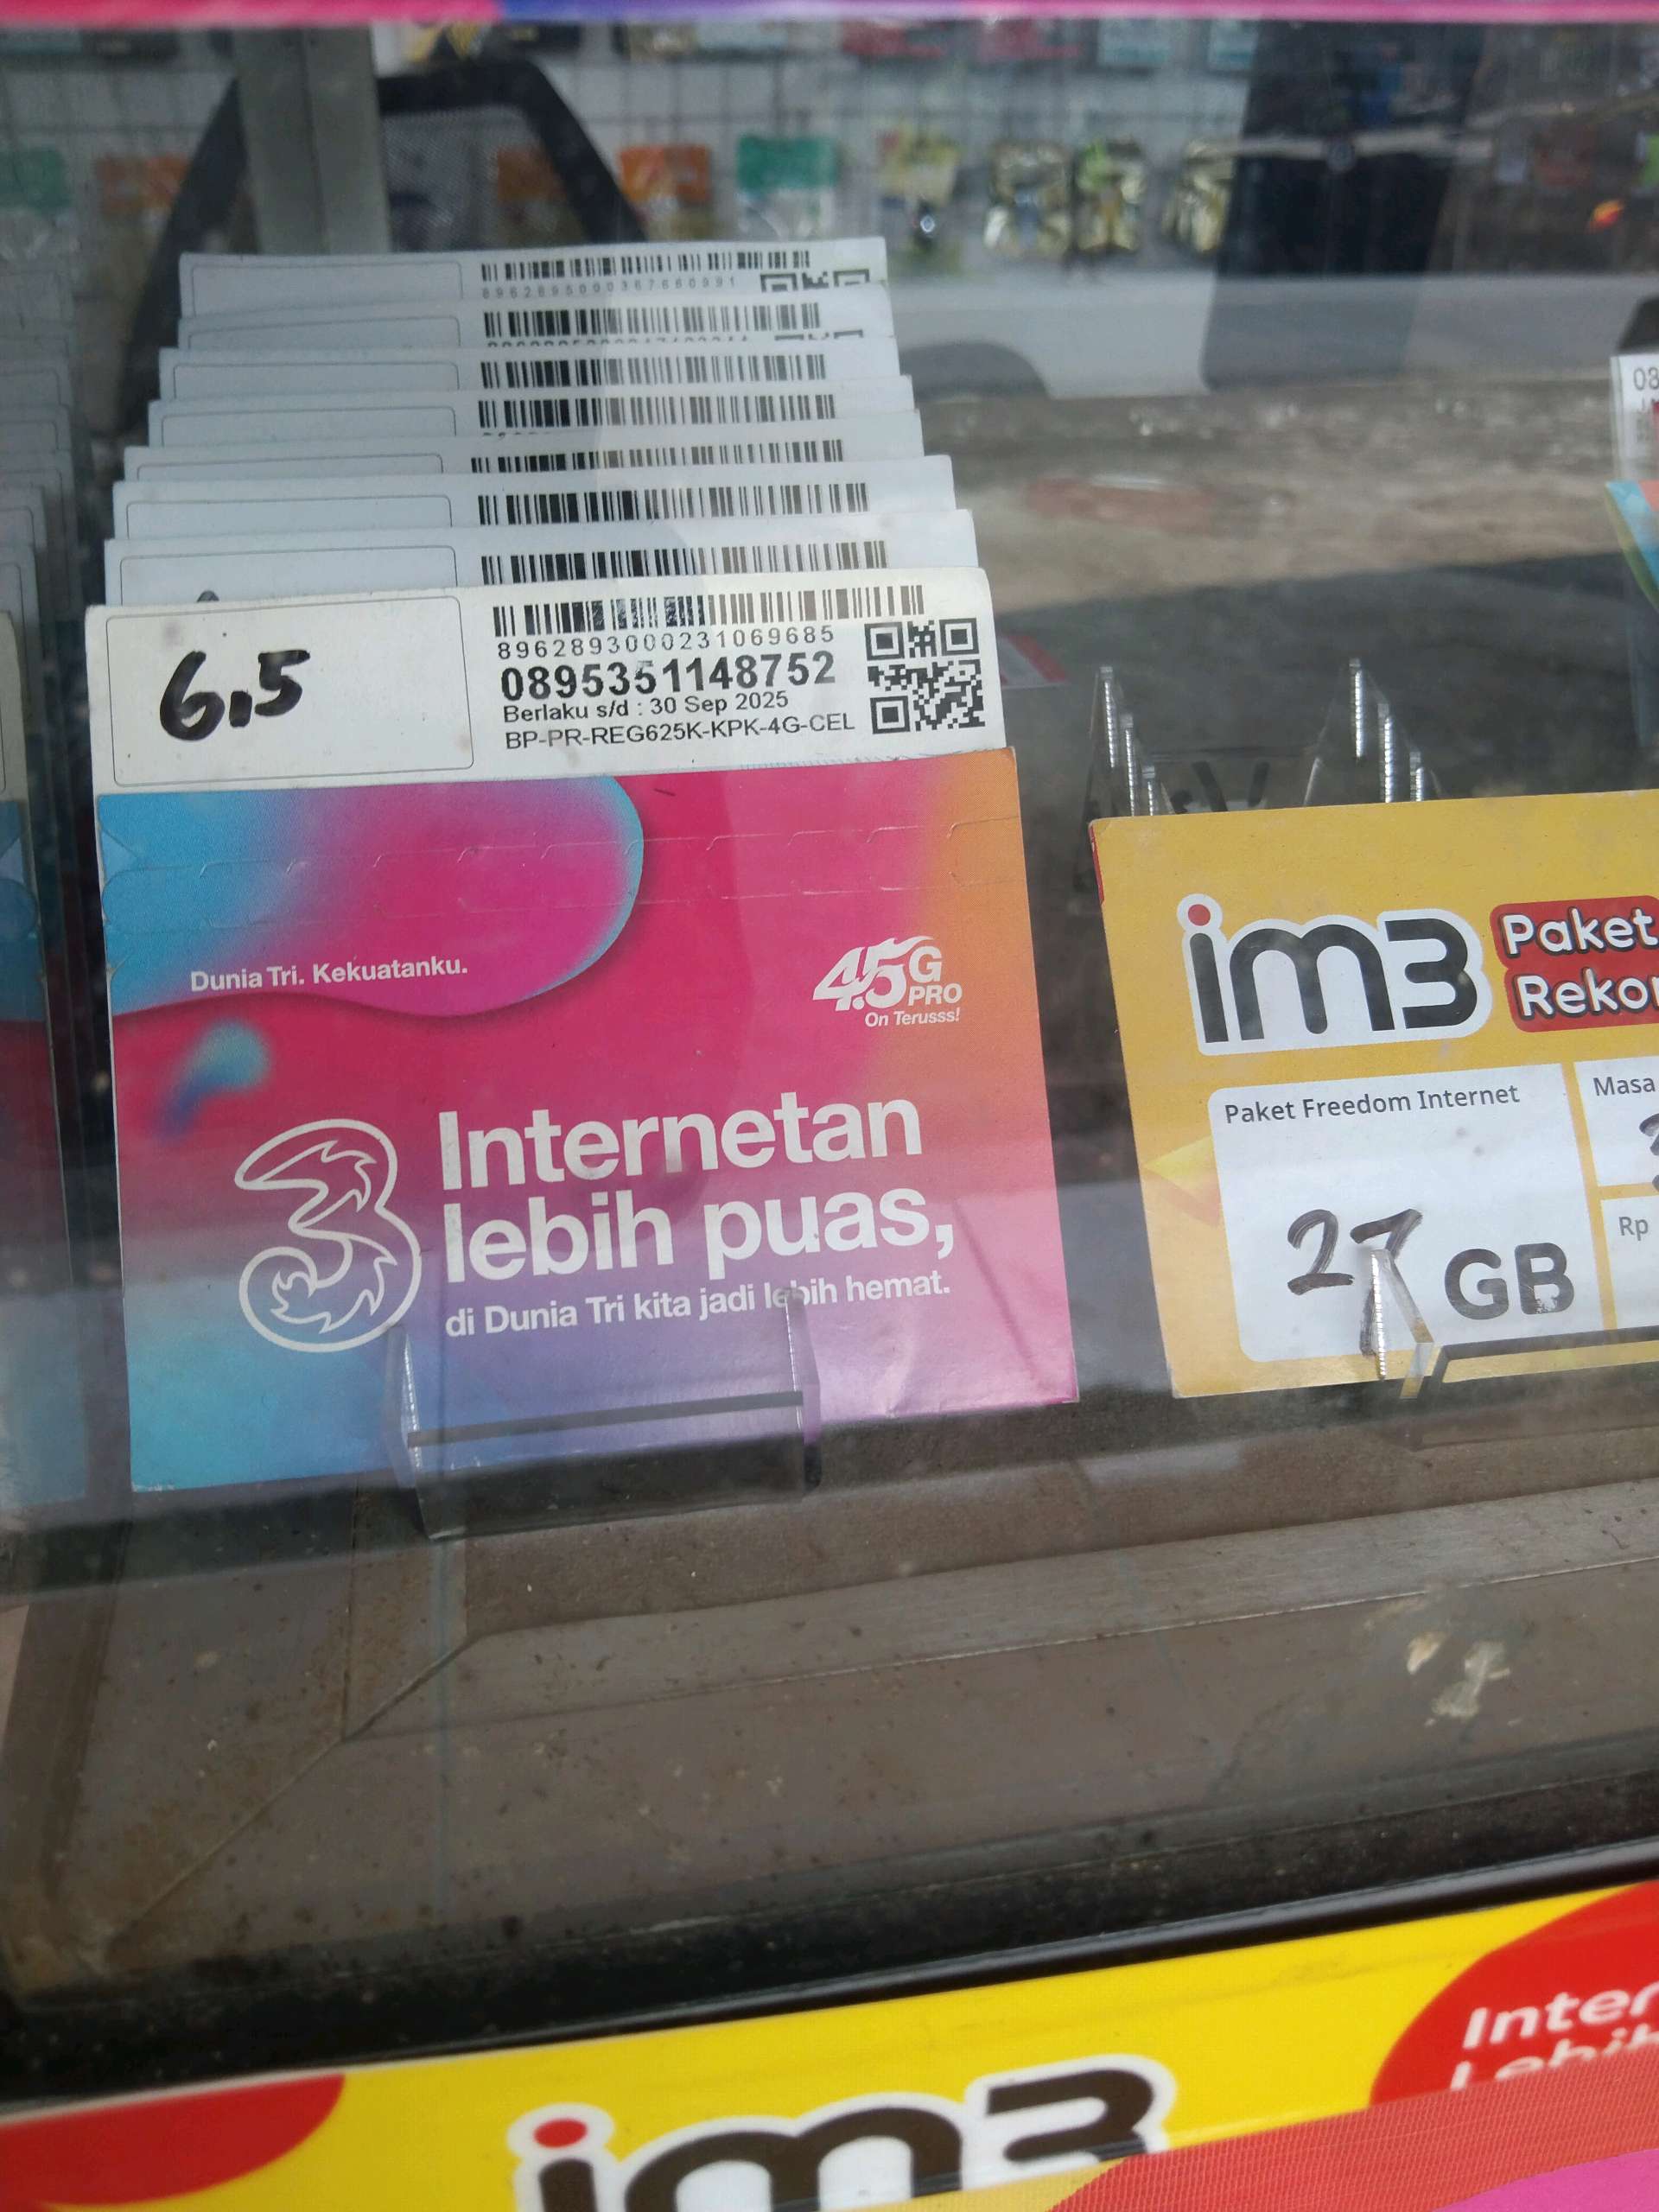 8962895000367660991
6,5
8962893000231069685
0895351148752
Berlaku s/d : 30 Sep 2025
BP-PR-REG625K-KPK-4G-CEL
Dunia Tri. Kekuatanku.
4.5G
PRO
On Terusss!
3
Internetan
lebih puas,
di Dunia Tri kita jadi lebih hemat.
08
im3
Paket
Paket Freedom Internet
27 GB
Masa
Rp
im3